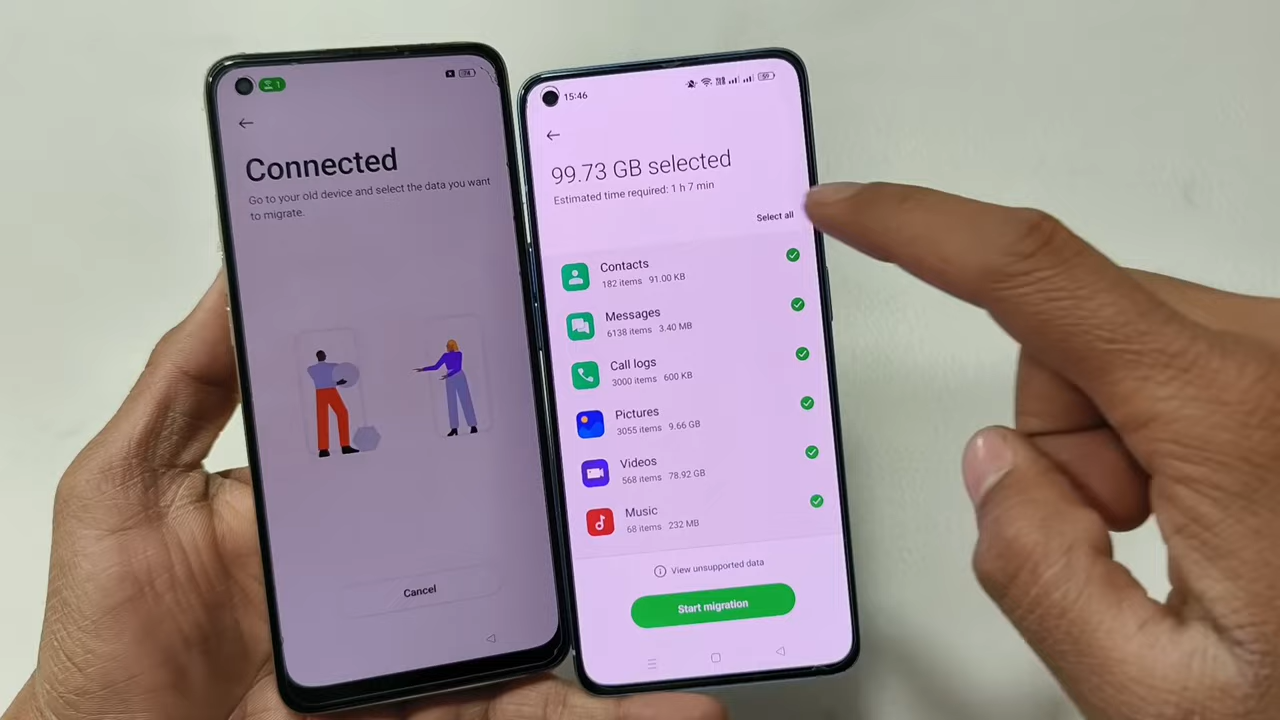 1
Connected
Go to your old device and select the data you want
to migrate.
Cancel
15:46
59
99.73 GB selected
Estimated time required: 1 h 7 min
Select all
Contacts
182 items 91.00 KB
Messages
6138 items 3.40 MB
Call logs
3000 items 600 KB
Pictures
3055 items 9.66 GB
Videos
568 items 78.92 GB
Music
68 items 232 MB
View unsupported data
Start migration